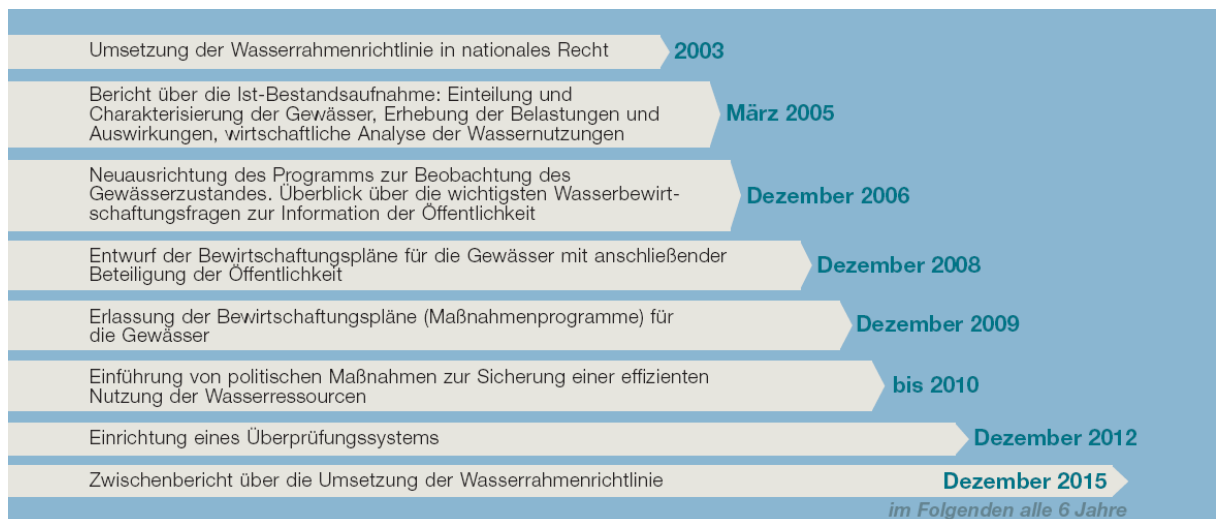 Umsetzung der Wasserrahmenrichtlinie in nationales Recht
2003
Bericht über die Ist-Bestandsaufnahme: Einteilung und
Charakterisierung der Gewässer, Erhebung der Belastungen und
Auswirkungen, wirtschaftliche Analyse der Wassernutzungen
März 2005
Neuausrichtung des Programms zur Beobachtung des
Gewässerzustandes. Überblick über die wichtigsten Wasserbewirt-
schaftungsfragen zur Information der Öffentlichkeit
Dezember 2006
Entwurf der Bewirtschaftungspläne für die Gewässer mit anschließender
Beteiligung der Öffentlichkeit
Dezember 2008
Erlassung der Bewirtschaftungspläne (Maßnahmenprogramme) für
die Gewässer
Dezember 2009
Einführung von politischen Maßnahmen zur Sicherung einer effizienten
Nutzung der Wasserressourcen
bis 2010
Einrichtung eines Überprüfungssystems
Dezember 2012
Zwischenbericht über die Umsetzung der Wasserrahmenrichtlinie
Dezember 2015
im Folgenden alle 6 Jahre